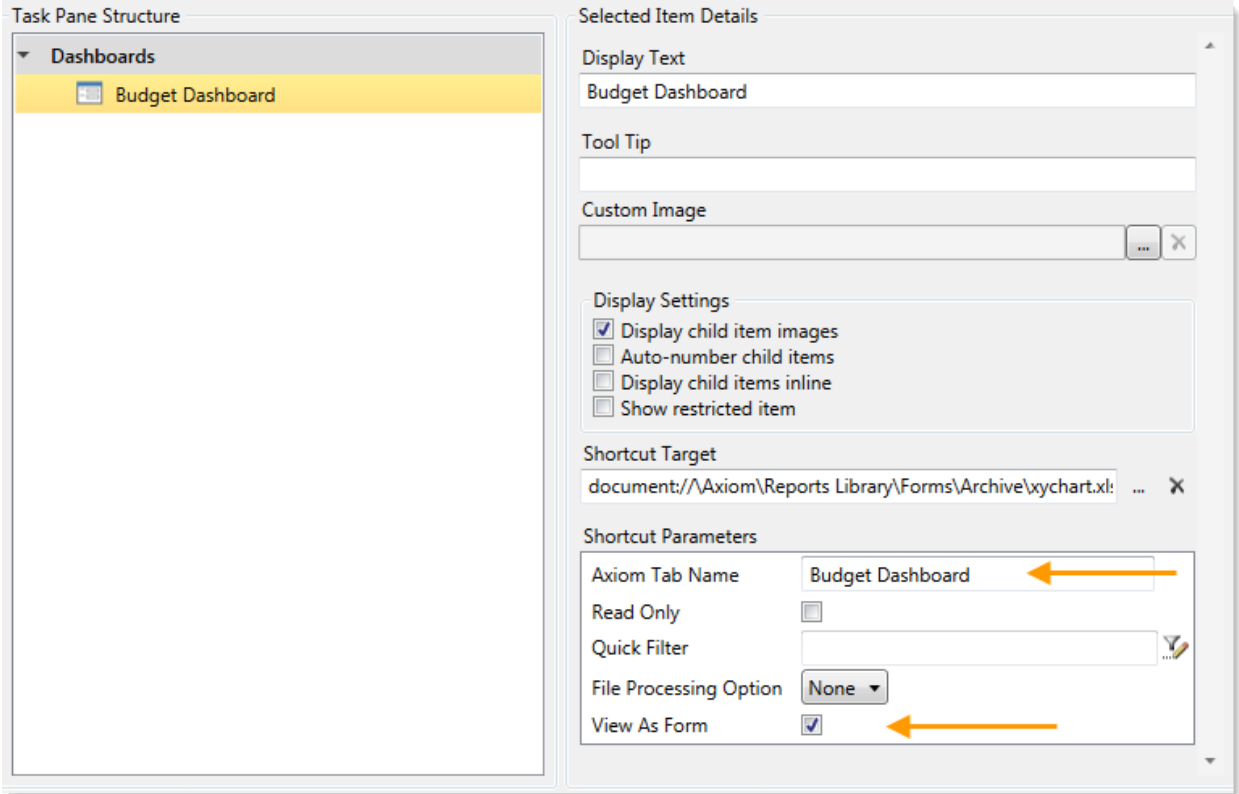 Task Pane Structure
Dashboards
Budget Dashboard
Selected Item Details
Display Text
Budget Dashboard
Tool Tip
Custom Image
...
Display Settings
Display child item images
Auto-number child items
Display child items inline
Show restricted item
Shortcut Target
document://\Axiom\Reports Library\Forms\Archive\xychart.xls ...
Shortcut Parameters
Axiom Tab Name Budget Dashboard
Read Only
Quick Filter
File Processing Option None
View As Form